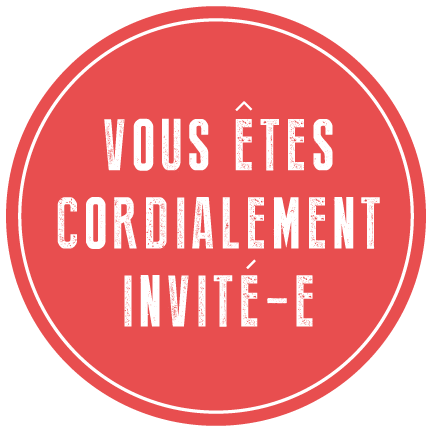 VOUS ÊTES
CORDIALEMENT
INVITÉ-E